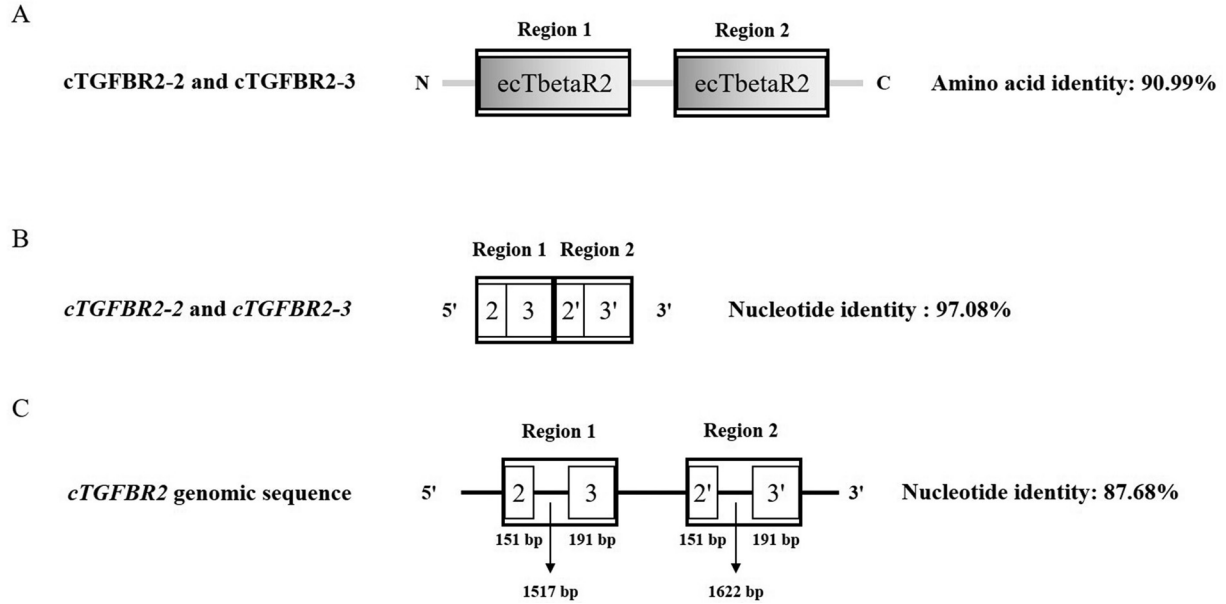 A
Region 1 Region 2
cTGFBR2-2 and cTGFBR2-3 N ecTbetaR2 ecTbetaR2 C Amino acid identity: 90.99%
B
Region 1 Region 2
cTGFBR2-2 and cTGFBR2-3 5' 2 3 2' 3' 3' Nucleotide identity : 97.08%
C
Region 1 Region 2
cTGFBR2 genomic sequence 5' 2 3 2' 3' 3' Nucleotide identity: 87.68%
151 bp 191 bp 151 bp 191 bp
1517 bp 1622 bp